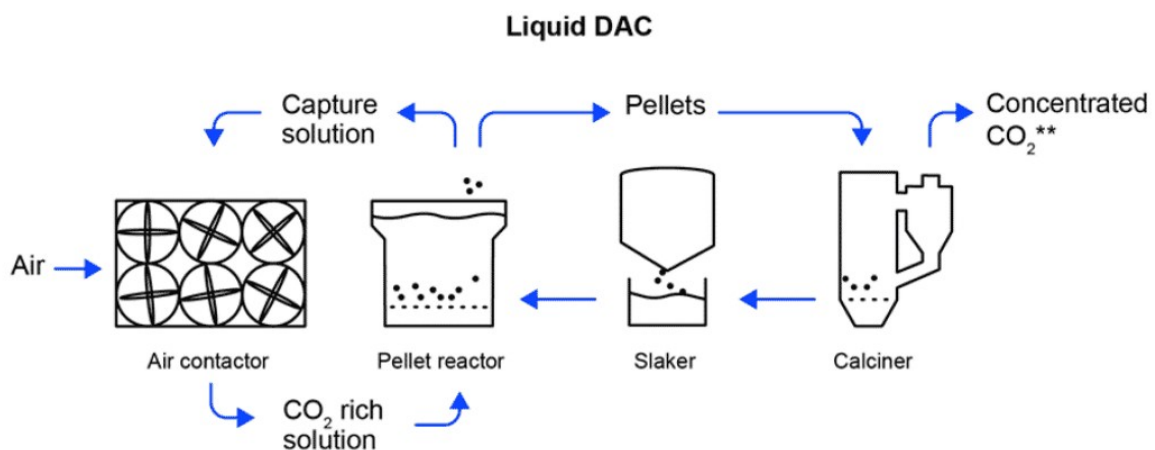 Liquid DAC
Capture
solution
Pellets
Concentrated
CO₂**
Air
Air contactor
Pellet reactor
Slaker
Calciner
CO₂ rich
solution